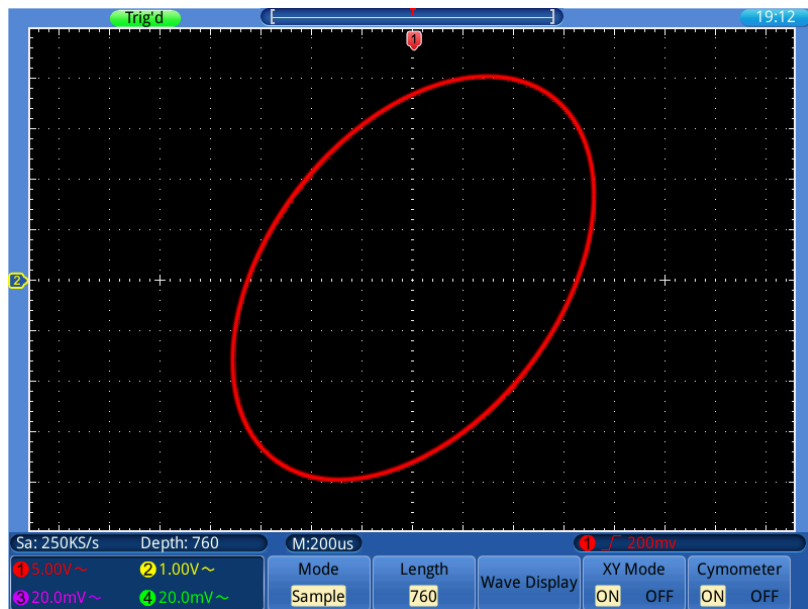 Trig'd 19:12
1
2
Sa: 250KS/s Depth: 760 M:200us 1 200mv
1 5.00V~ 2 1.00V~ Mode Length Wave Display XY Mode Cymometer
3 20.0mV~ 4 20.0mV~ Sample 760 ON OFF ON OFF